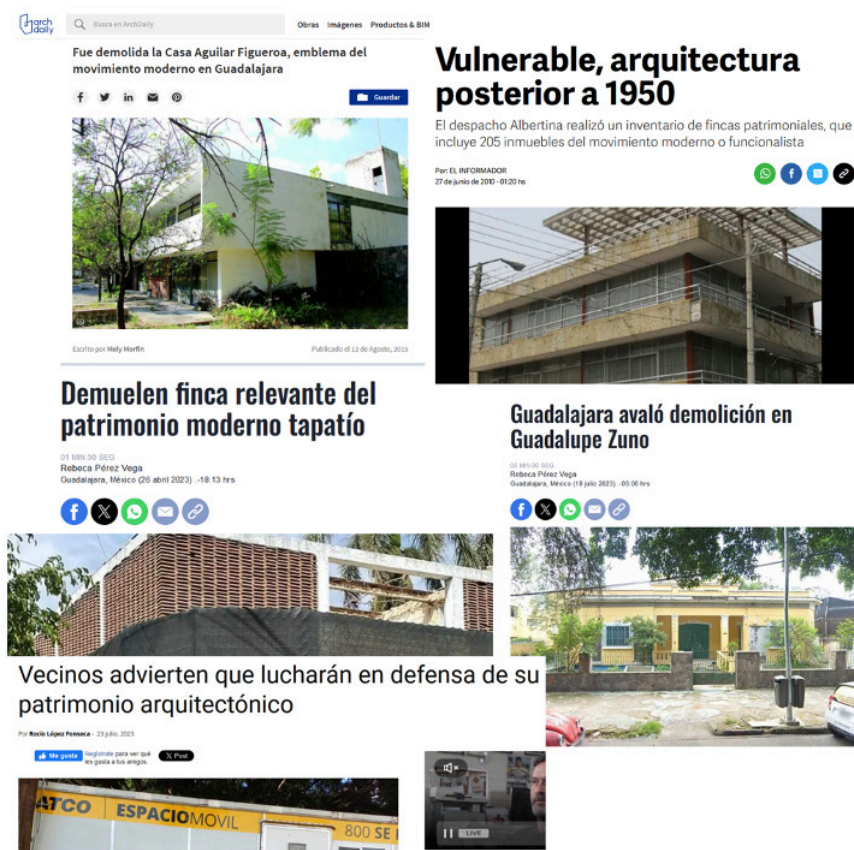 arch
daily
Busca en ArchDaily
Obras Imágenes Productos & BIM
Fue demolida la Casa Aguilar Figueroa, emblema del
movimiento moderno en Guadalajara
Guardar
Escrito por Mely Morfin
Publicado el 12 de Agosto, 2015
Vulnerable, arquitectura
posterior a 1950
El despacho Albertina realizó un inventario de fincas patrimoniales, que
incluye 205 inmuebles del movimiento moderno o funcionalista
Por: EL INFORMADOR
27 de junio de 2010 - 01:20 hs
Demuelen finca relevante del
patrimonio moderno tapatío
01 MIN 30 SEG
Rebeca Pérez Vega
Guadalajara, México (26 abril 2023) .-18:13 hrs
Guadalajara avaló demolición en
Guadalupe Zuno
05 MIN 00 SEG
Rebeca Pérez Vega
Guadalajara, México (18 julio 2023) .-05:00 hrs
Vecinos advierten que lucharán en defensa de su
patrimonio arquitectónico
Por Rocío López Fonseca - 23 julio, 2023
Me gusta
Regístrate para ver qué
les gusta a tus amigos.
X Post
ATCO ESPACIOMOVIL
800 SE
LIVE